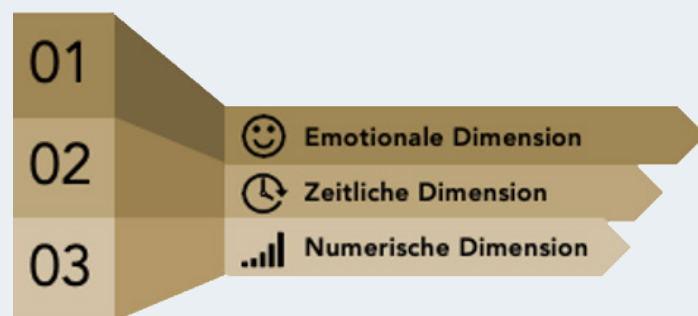 01
Emotionale Dimension
02
Zeitliche Dimension
03
Numerische Dimension